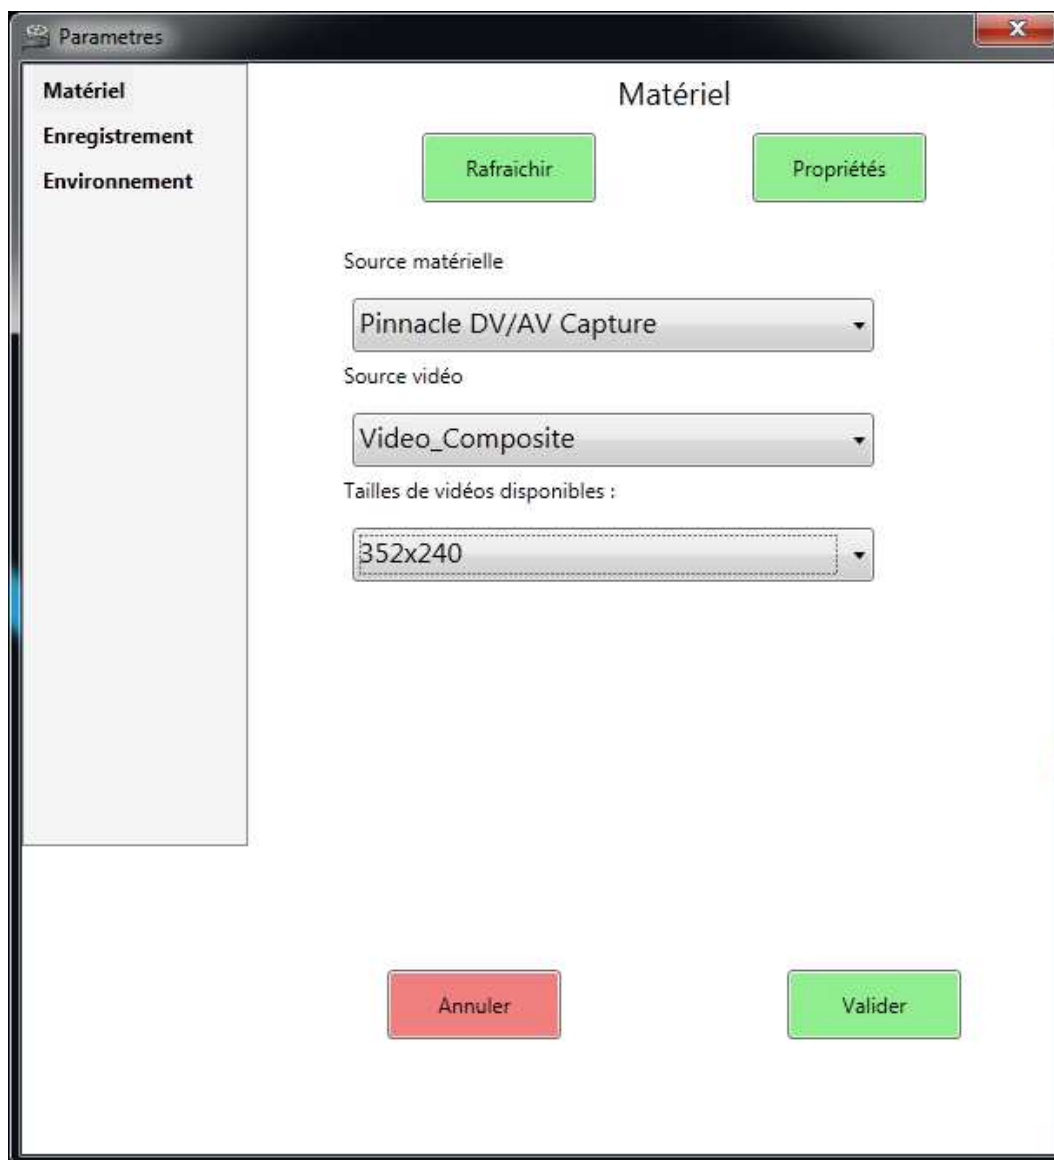 Parametres
Matériel
Enregistrement
Environnement
Matériel
Rafraichir
Propriétés
Source matérielle
Pinnacle DV/AV Capture
Source vidéo
Video_Composite
Tailles de vidéos disponibles :
352x240
Annuler
Valider